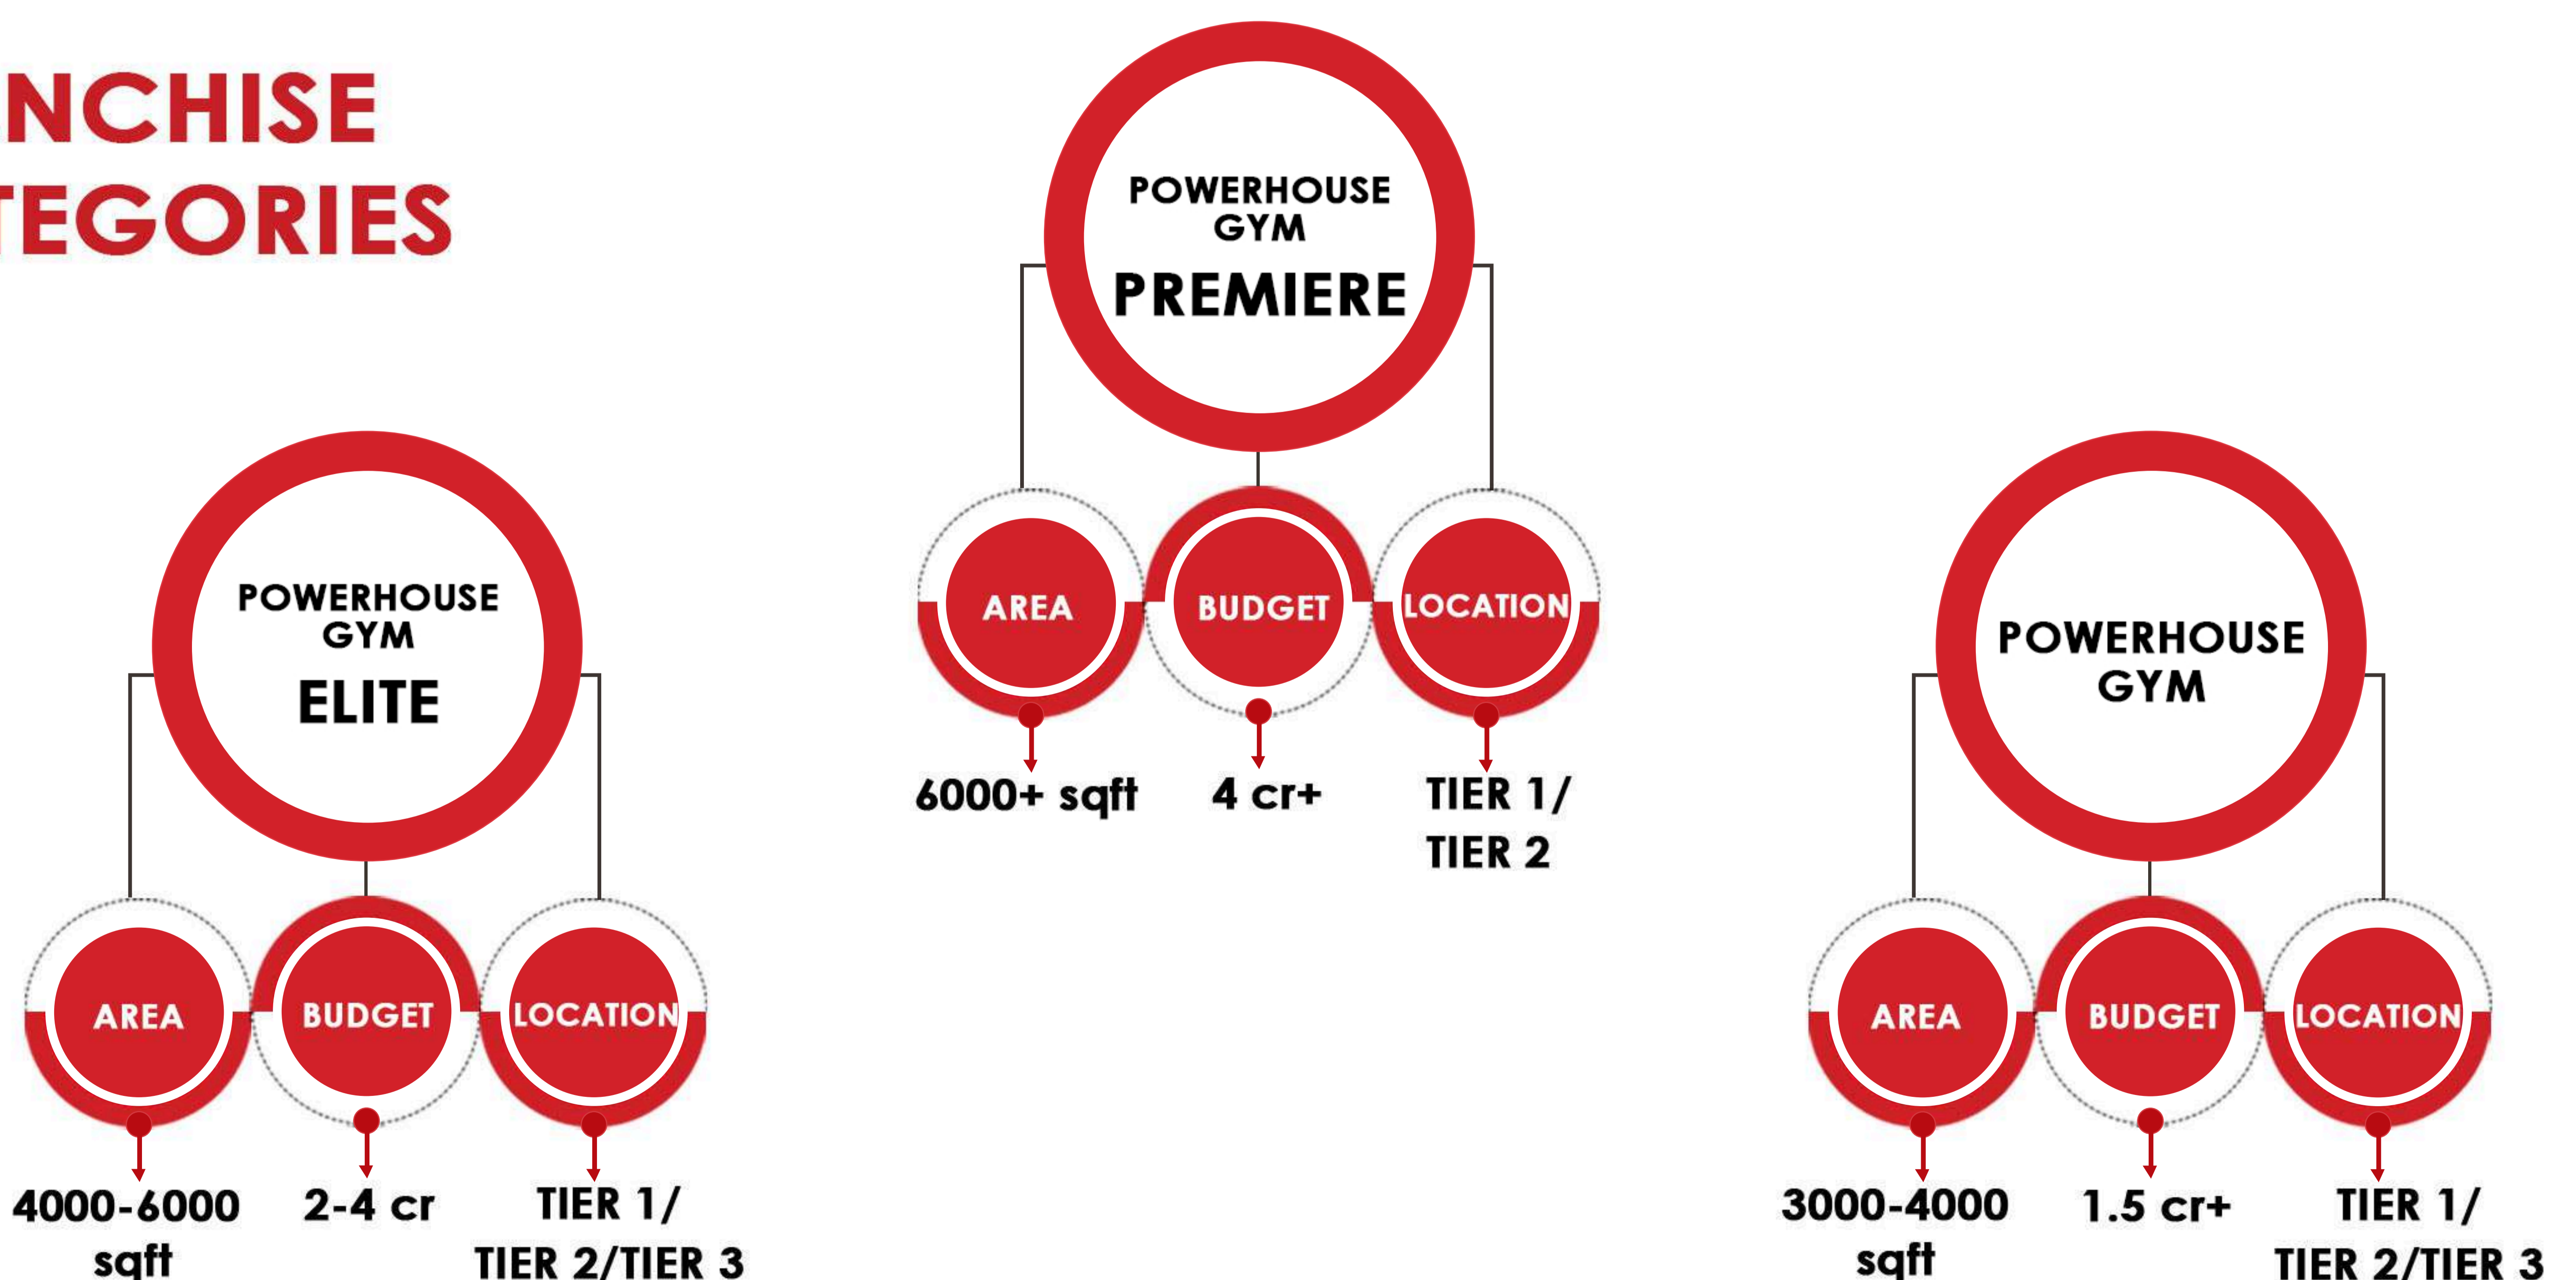 NCHISE
TEGORIES
POWERHOUSE
GYM
PREMIERE
AREA
BUDGET
LOCATION
6000+ sqft
4 cr+
TIER 1/
TIER 2
POWERHOUSE
GYM
ELITE
AREA
BUDGET
LOCATION
4000-6000
sqft
2-4 cr
TIER 1/
TIER 2/TIER 3
POWERHOUSE
GYM
AREA
BUDGET
LOCATION
3000-4000
sqft
1.5 cr+
TIER 1/
TIER 2/TIER 3